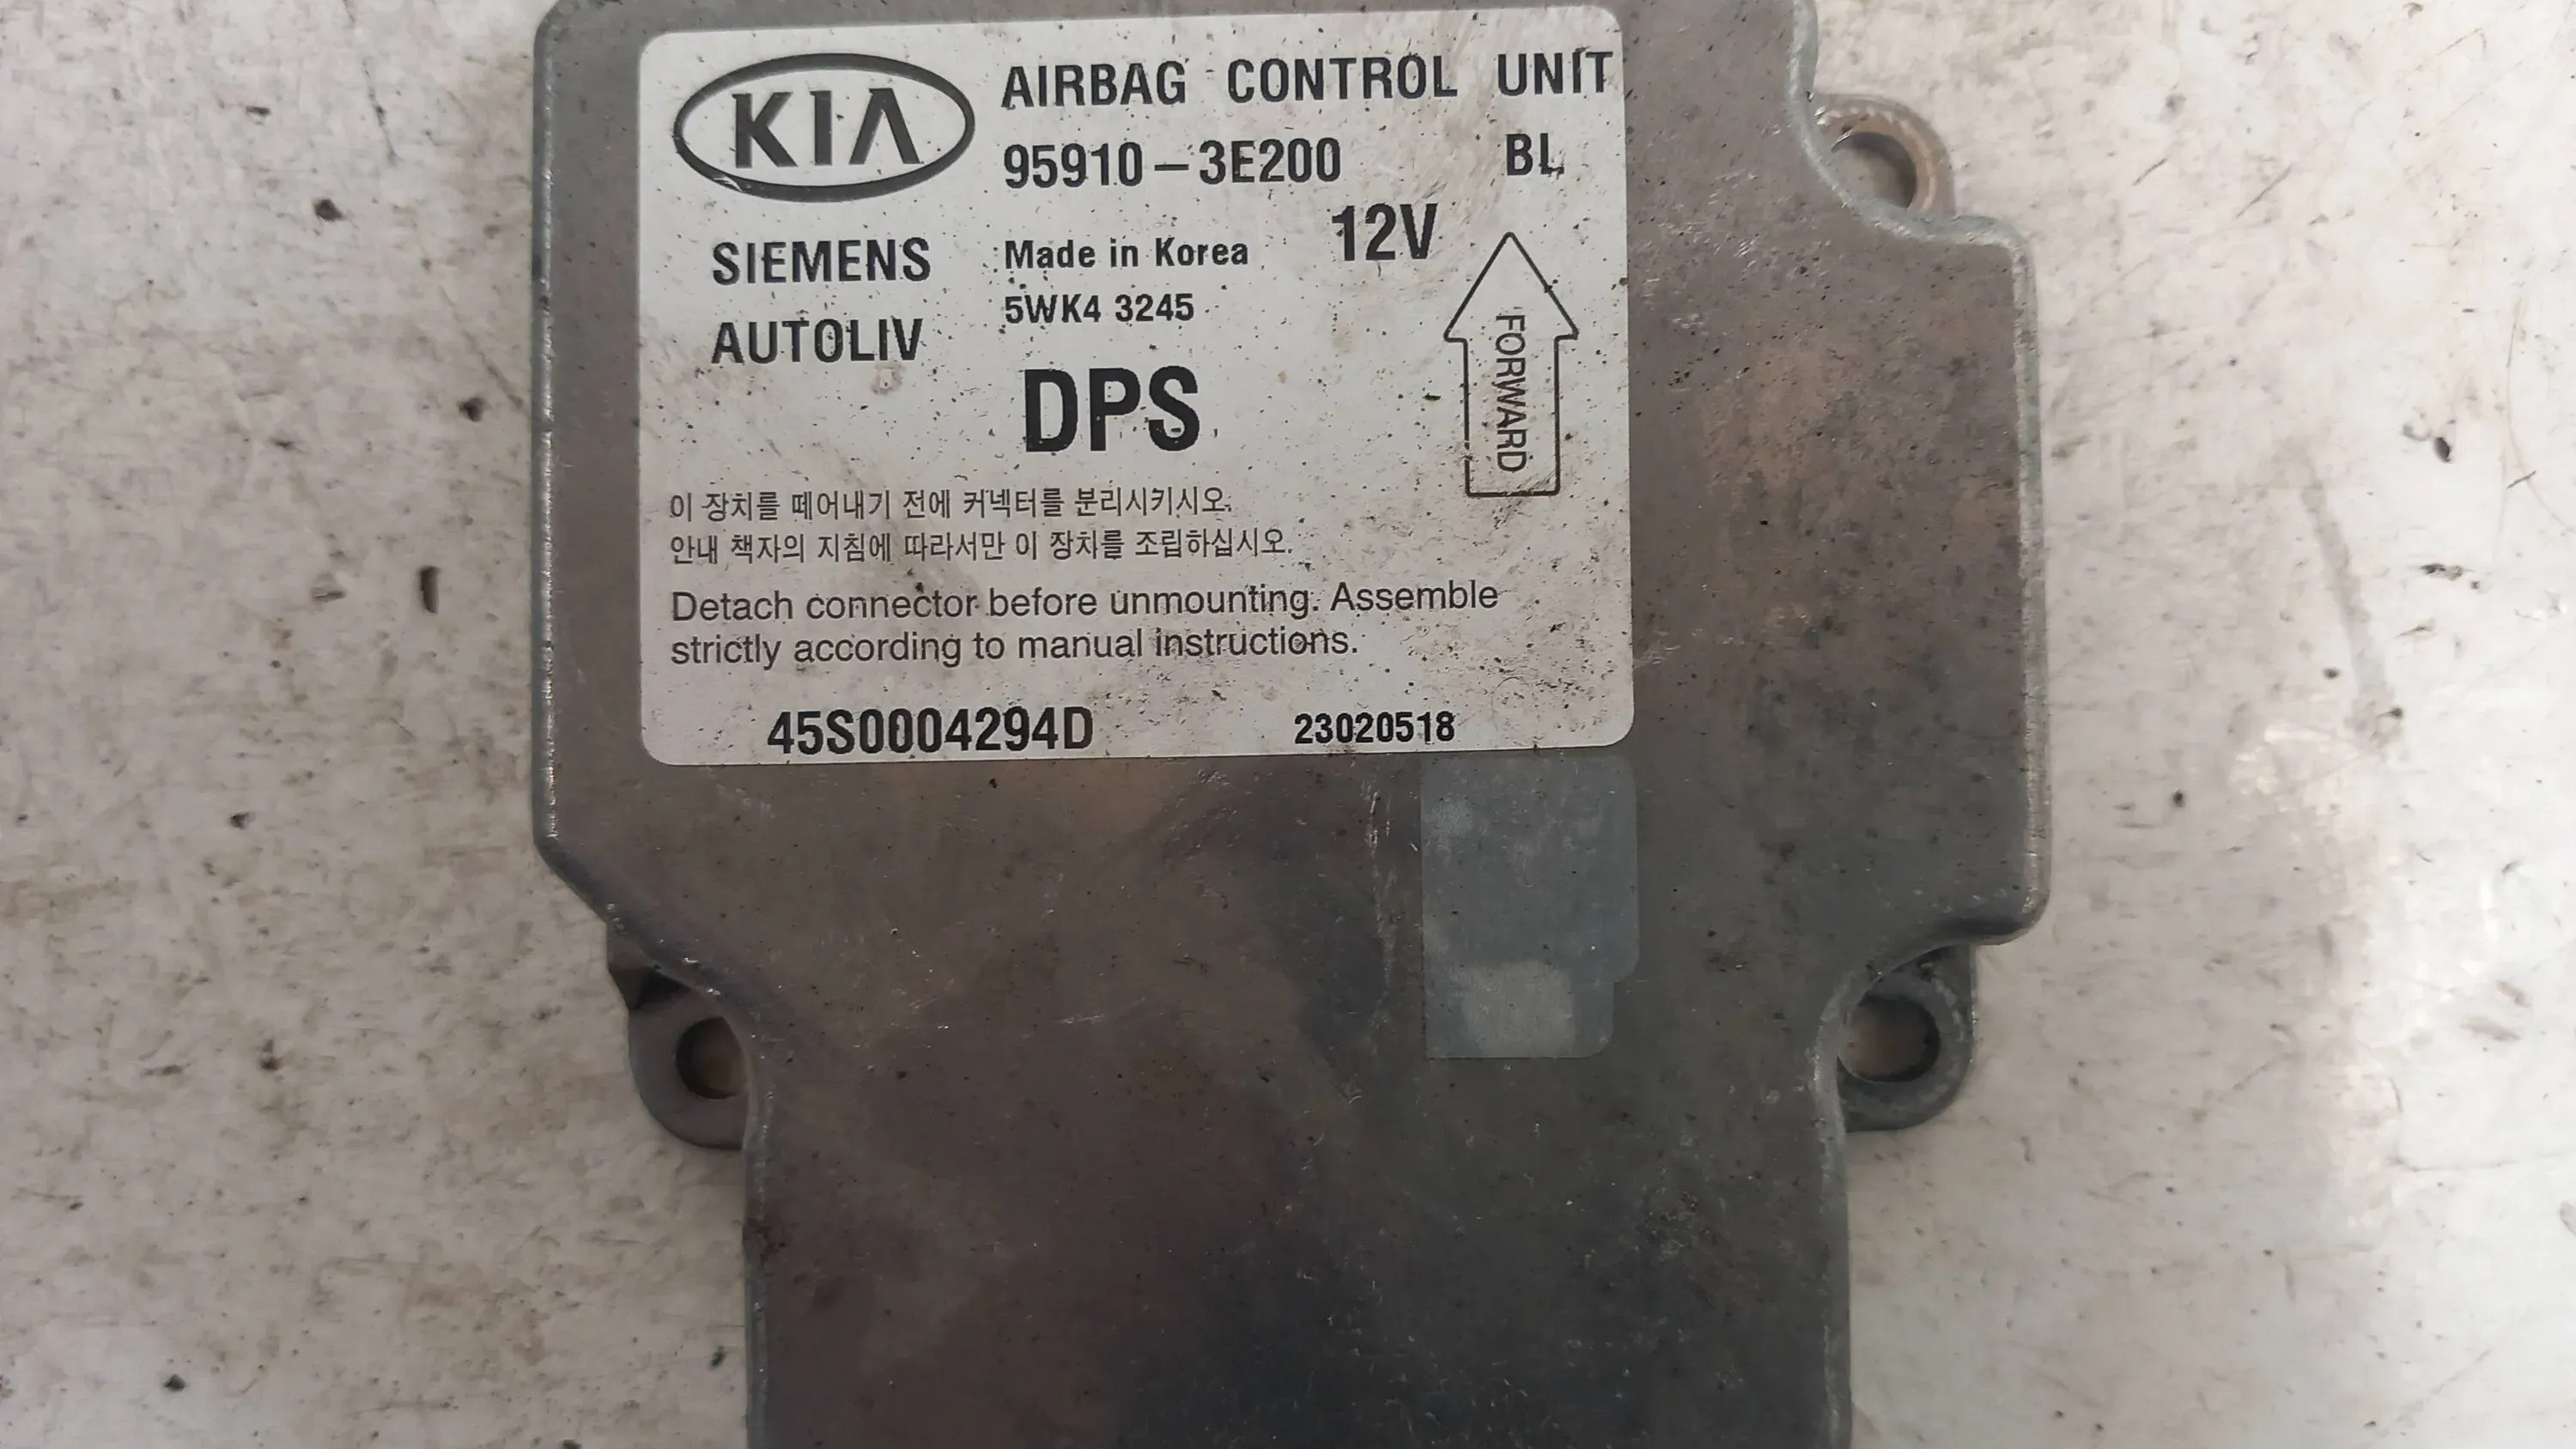 KIA
AIRBAG CONTROL UNIT
95910-3E200 BL
SIEMENS
AUTOLIV
Made in Korea
12V
5WK4 3245
DPS
FORWARD
이 장치를 떼어내기 전에 커넥터를 분리시키시오.
안내 책자의 지침에 따라서만 이 장치를 조립하십시오.
Detach connector before unmounting. Assemble
strictly according to manual instructions.
45S0004294D 23020518